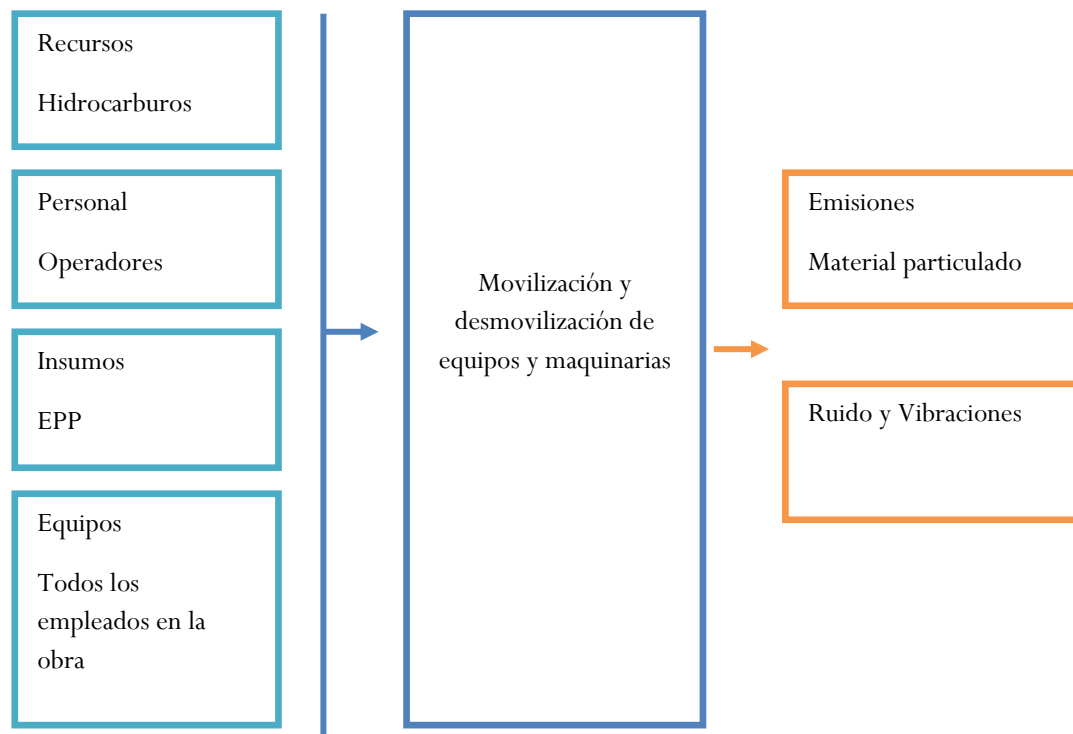 Recursos
Hidrocarburos
Personal
Operadores
Insumos
EPP
Equipos
Todos los
empleados en la
obra
Movilización y
desmovilización de
equipos y maquinarias
Emisiones
Material particulado
Ruido y Vibraciones